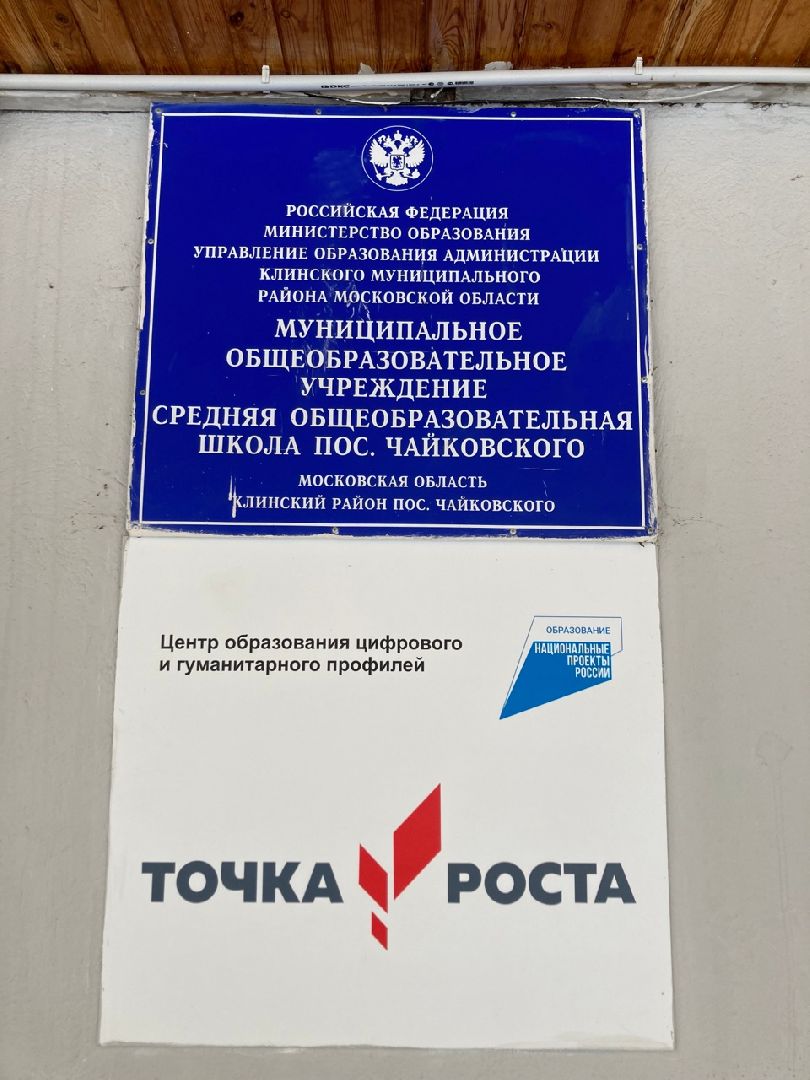 РОССИЙСКАЯ ФЕДЕРАЦИЯ
МИНИСТЕРСТВО ОБРАЗОВАНИЯ
УПРАВЛЕНИЕ ОБРАЗОВАНИЯ АДМИНИСТРАЦИИ
КЛИНСКОГО МУНИЦИПАЛЬНОГО
РАЙОНА МОСКОВСКОЙ ОБЛАСТИ
МУНИЦИПАЛЬНОЕ
ОБЩЕОБРАЗОВАТЕЛЬНОЕ
УЧРЕЖДЕНИЕ
СРЕДНЯЯ ОБЩЕОБРАЗОВАТЕЛЬНАЯ
ШКОЛА ПОС. ЧАЙКОВСКОГО
МОСКОВСКАЯ ОБЛАСТЬ
КЛИНСКИЙ РАЙОН ПОС. ЧАЙКОВСКОГО
Центр образования цифрового
и гуманитарного профилей
ОБРАЗОВАНИЕ
НАЦИОНАЛЬНЫЕ
ПРОЕКТЫ
РОССИИ
ТОЧКА РОСТА